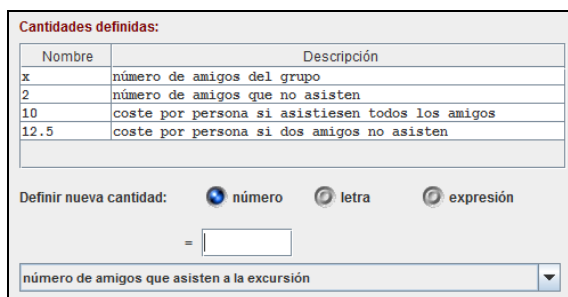 Cantidades definidas:
Nombre Descripción
x número de amigos del grupo
2 número de amigos que no asisten
10 coste por persona si asistiesen todos los amigos
12.5 coste por persona si dos amigos no asisten
Definir nueva cantidad: número letra expresión
=
número de amigos que asisten a la excursión